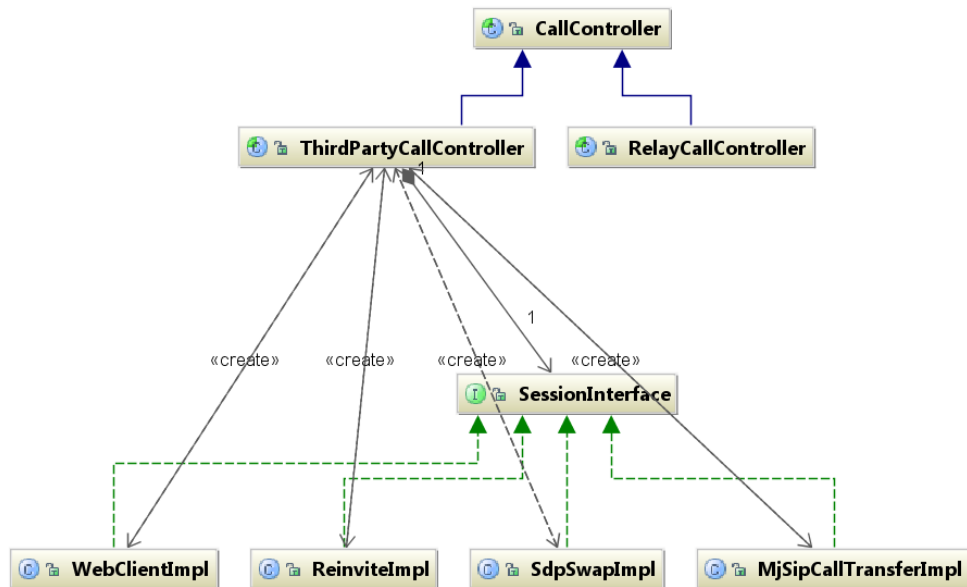 CallController
ThirdPartyCallController
RelayCallController
1
1
«create»
«create»
«create»
«create»
I SessionInterface
C WebClientImpl
C ReinviteImpl
C SdpSwapImpl
C MjSipCallTransferImpl